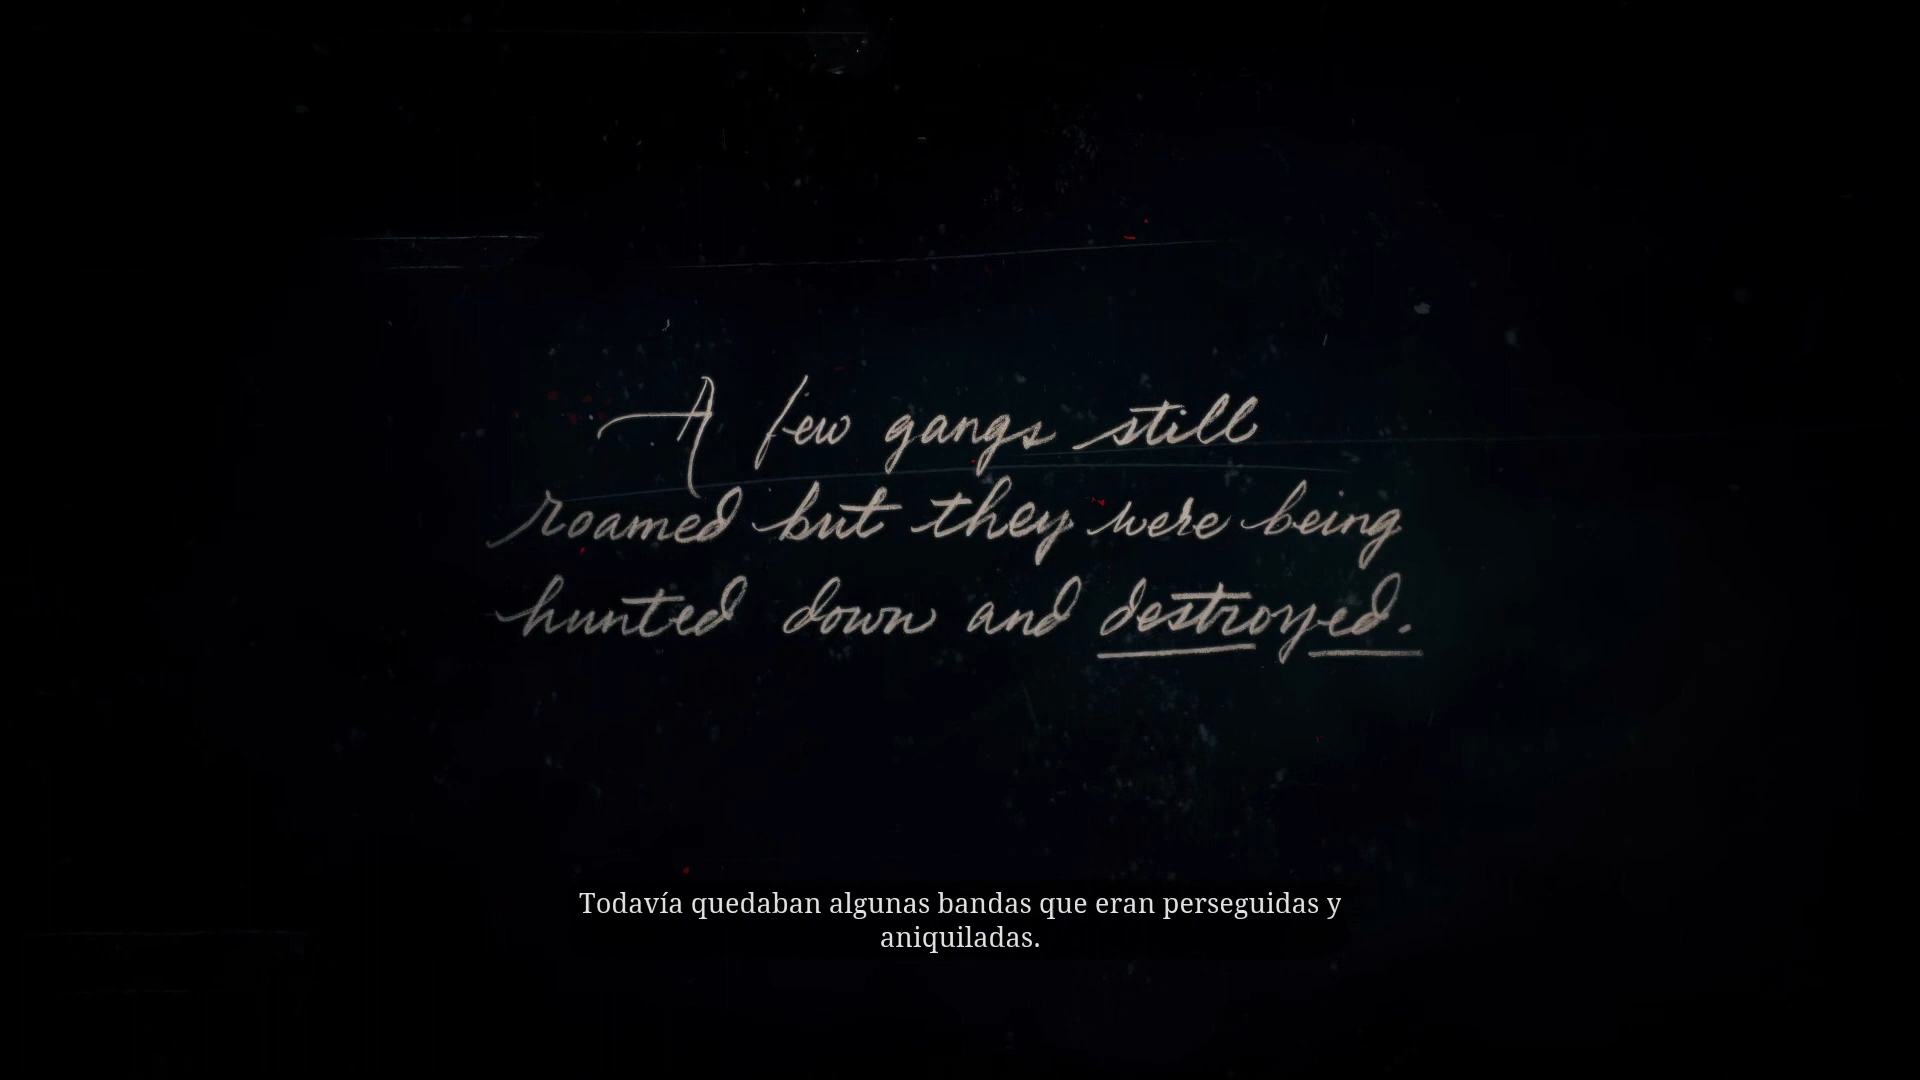 A few gangs still
roamed but they were being
hunted down and destroyed.
Todavía quedaban algunas bandas que eran perseguidas y
aniquiladas.